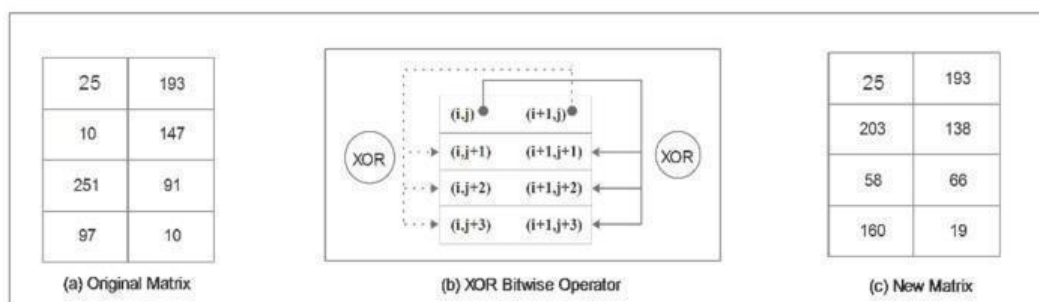 25 193
10 147
251 91
97 10
(a) Original Matrix
(i,j) (i+1,j)
(i,j+1) (i+1,j+1)
(i,j+2) (i+1,j+2)
(i,j+3) (i+1,j+3)
XOR
XOR
(b) XOR Bitwise Operator
25 193
203 138
58 66
160 19
(c) New Matrix